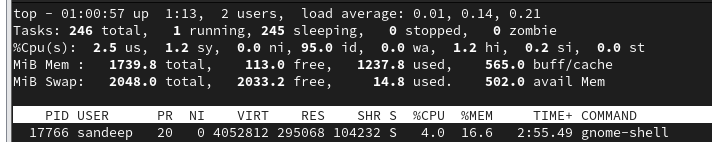 top - 01:00:57 up  1:13,  2 users,  load average: 0.01, 0.14, 0.21
Tasks: 246 total,   1 running, 245 sleeping,   0 stopped,   0 zombie
%Cpu(s):  2.5 us,  1.2 sy,  0.0 ni, 95.0 id,  0.0 wa,  1.2 hi,  0.2 si,  0.0 st
MiB Mem :   1739.8 total,    113.0 free,   1237.8 used,    565.0 buff/cache
MiB Swap:   2048.0 total,   2033.2 free,     14.8 used.    502.0 avail Mem
PID USER      PR  NI    VIRT    RES    SHR S  %CPU  %MEM     TIME+ COMMAND
17766 sandeep   20   0 4052812 295068 104232 S   4.0  16.6   2:55.49 gnome-shell